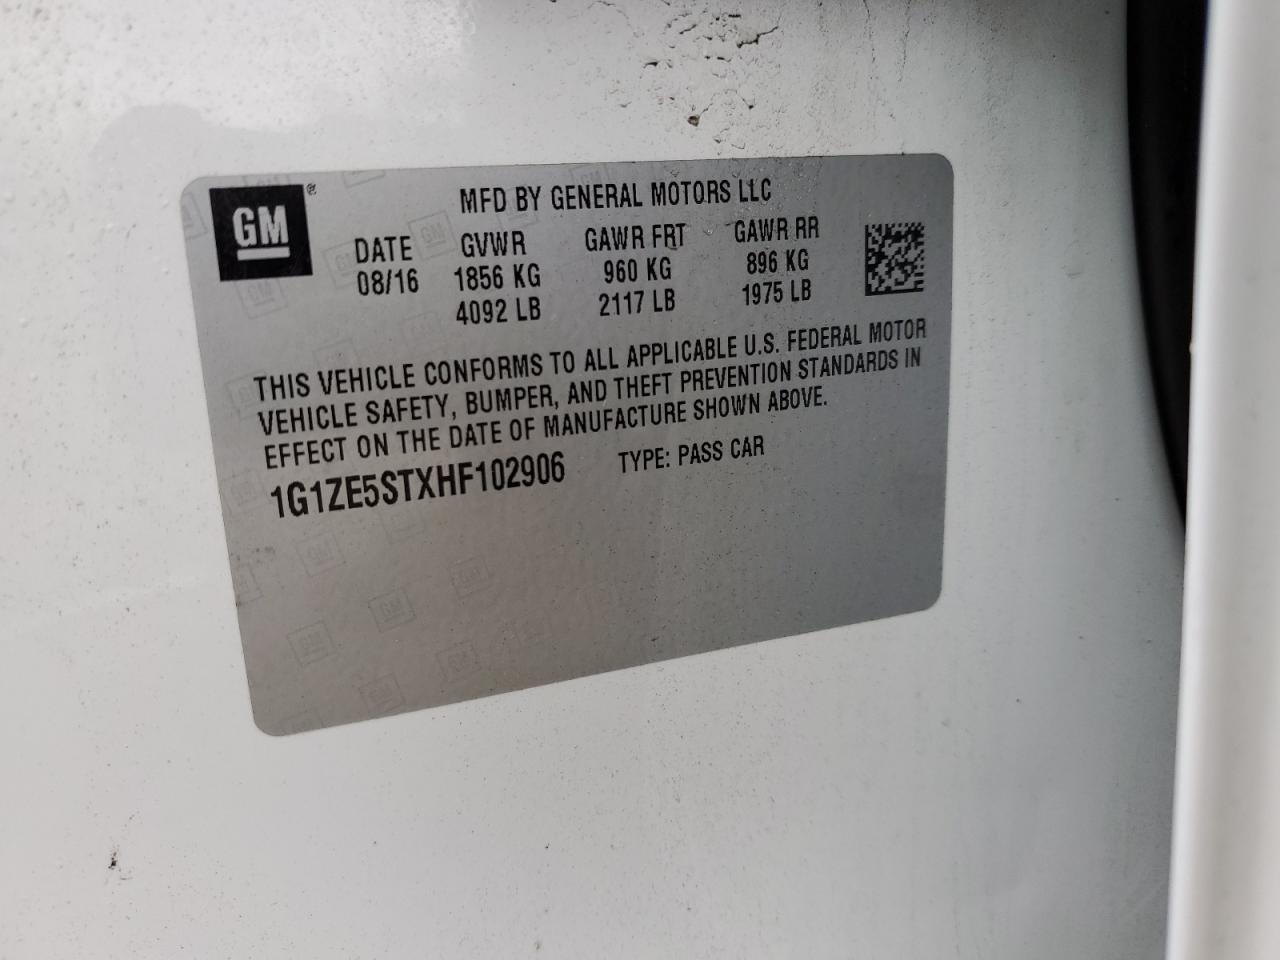 GM®
MFD BY GENERAL MOTORS LLC
DATE GVWR GAWR FRT GAWR RR
08/16 1856 KG 960 KG 896 KG
4092 LB 2117 LB 1975 LB
THIS VEHICLE CONFORMS TO ALL APPLICABLE U.S. FEDERAL MOTOR
VEHICLE SAFETY, BUMPER, AND THEFT PREVENTION STANDARDS IN
EFFECT ON THE DATE OF MANUFACTURE SHOWN ABOVE.
1G1ZE5STXHF102906 TYPE: PASS CAR